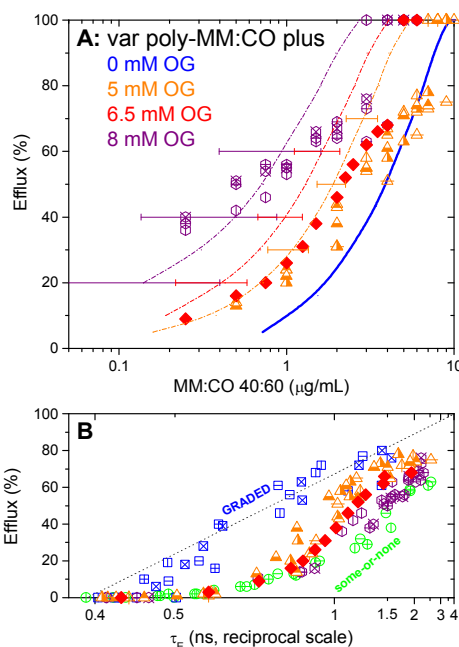 A: var poly-MM:CO plus
0 mM OG
5 mM OG
6.5 mM OG
8 mM OG
Efflux (%)
100
80
60
40
20
0
0.1
1
10
MM:CO 40:60 (µg/mL)
B
GRADED
some-or-none
Efflux (%)
100
80
60
40
20
0
0.4
0.5
1
1.5
2
3
4
τF (ns, reciprocal scale)